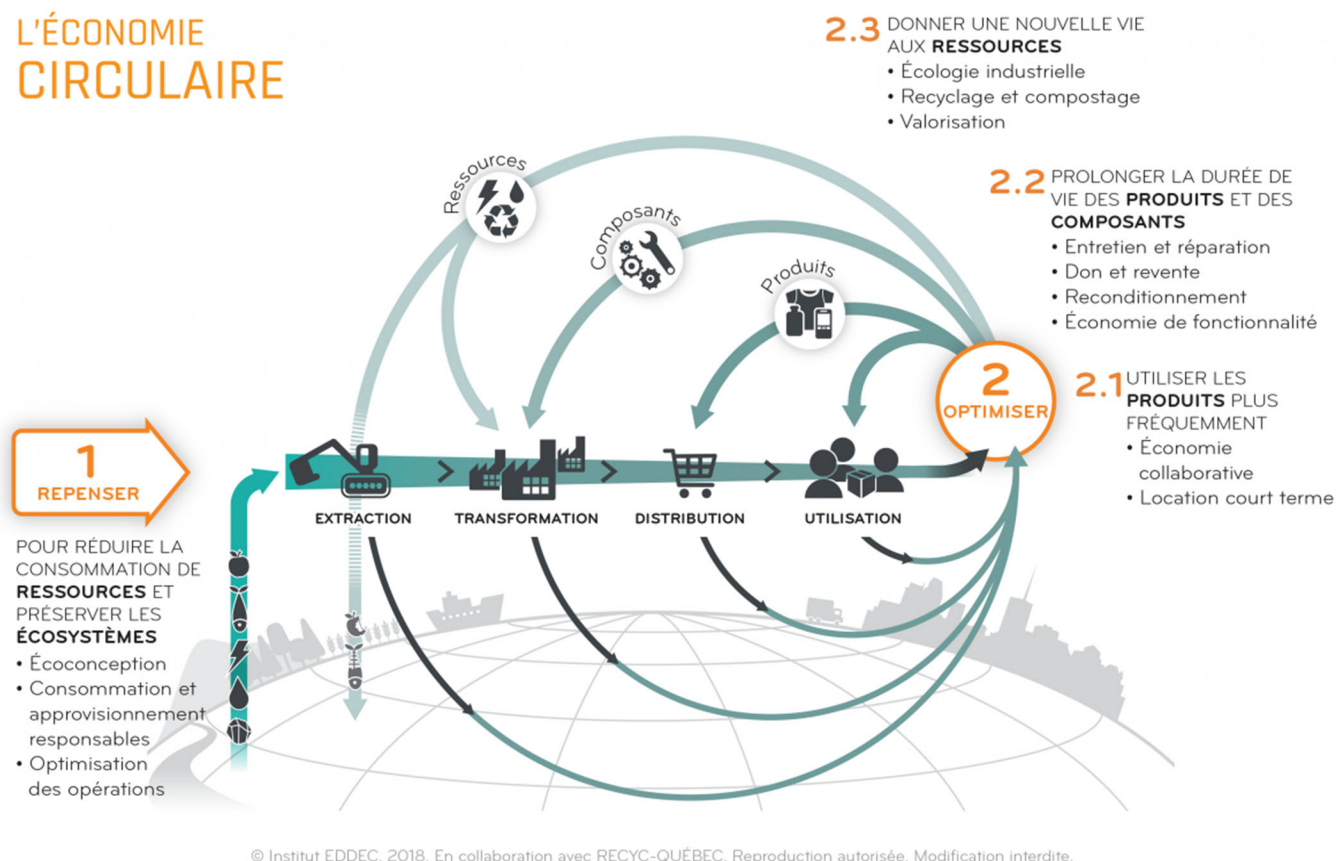 L'ÉCONOMIE
CIRCULAIRE
2.3 DONNER UNE NOUVELLE VIE
AUX RESSOURCES
• Écologie industrielle
• Recyclage et compostage
• Valorisation
2.2 PROLONGER LA DURÉE DE
VIE DES PRODUITS ET DES
COMPOSANTS
• Entretien et réparation
• Don et revente
• Reconditionnement
• Économie de fonctionnalité
Ressources
Composants
Produits
2
OPTIMISER
2.1 UTILISER LES
PRODUITS PLUS
FRÉQUEMMENT
• Économie
collaborative
• Location court terme
1
REPENSER
EXTRACTION
TRANSFORMATION
DISTRIBUTION
UTILISATION
POUR RÉDUIRE LA
CONSOMMATION DE
RESSOURCES ET
PRÉSERVER LES
ÉCOSYSTÈMES
• Écoconception
• Consommation et
approvisionnement
responsables
• Optimisation
des opérations
© Institut EDDEC, 2018. En collaboration avec RECYC-QUÉBEC. Reproduction autorisée. Modification interdite.